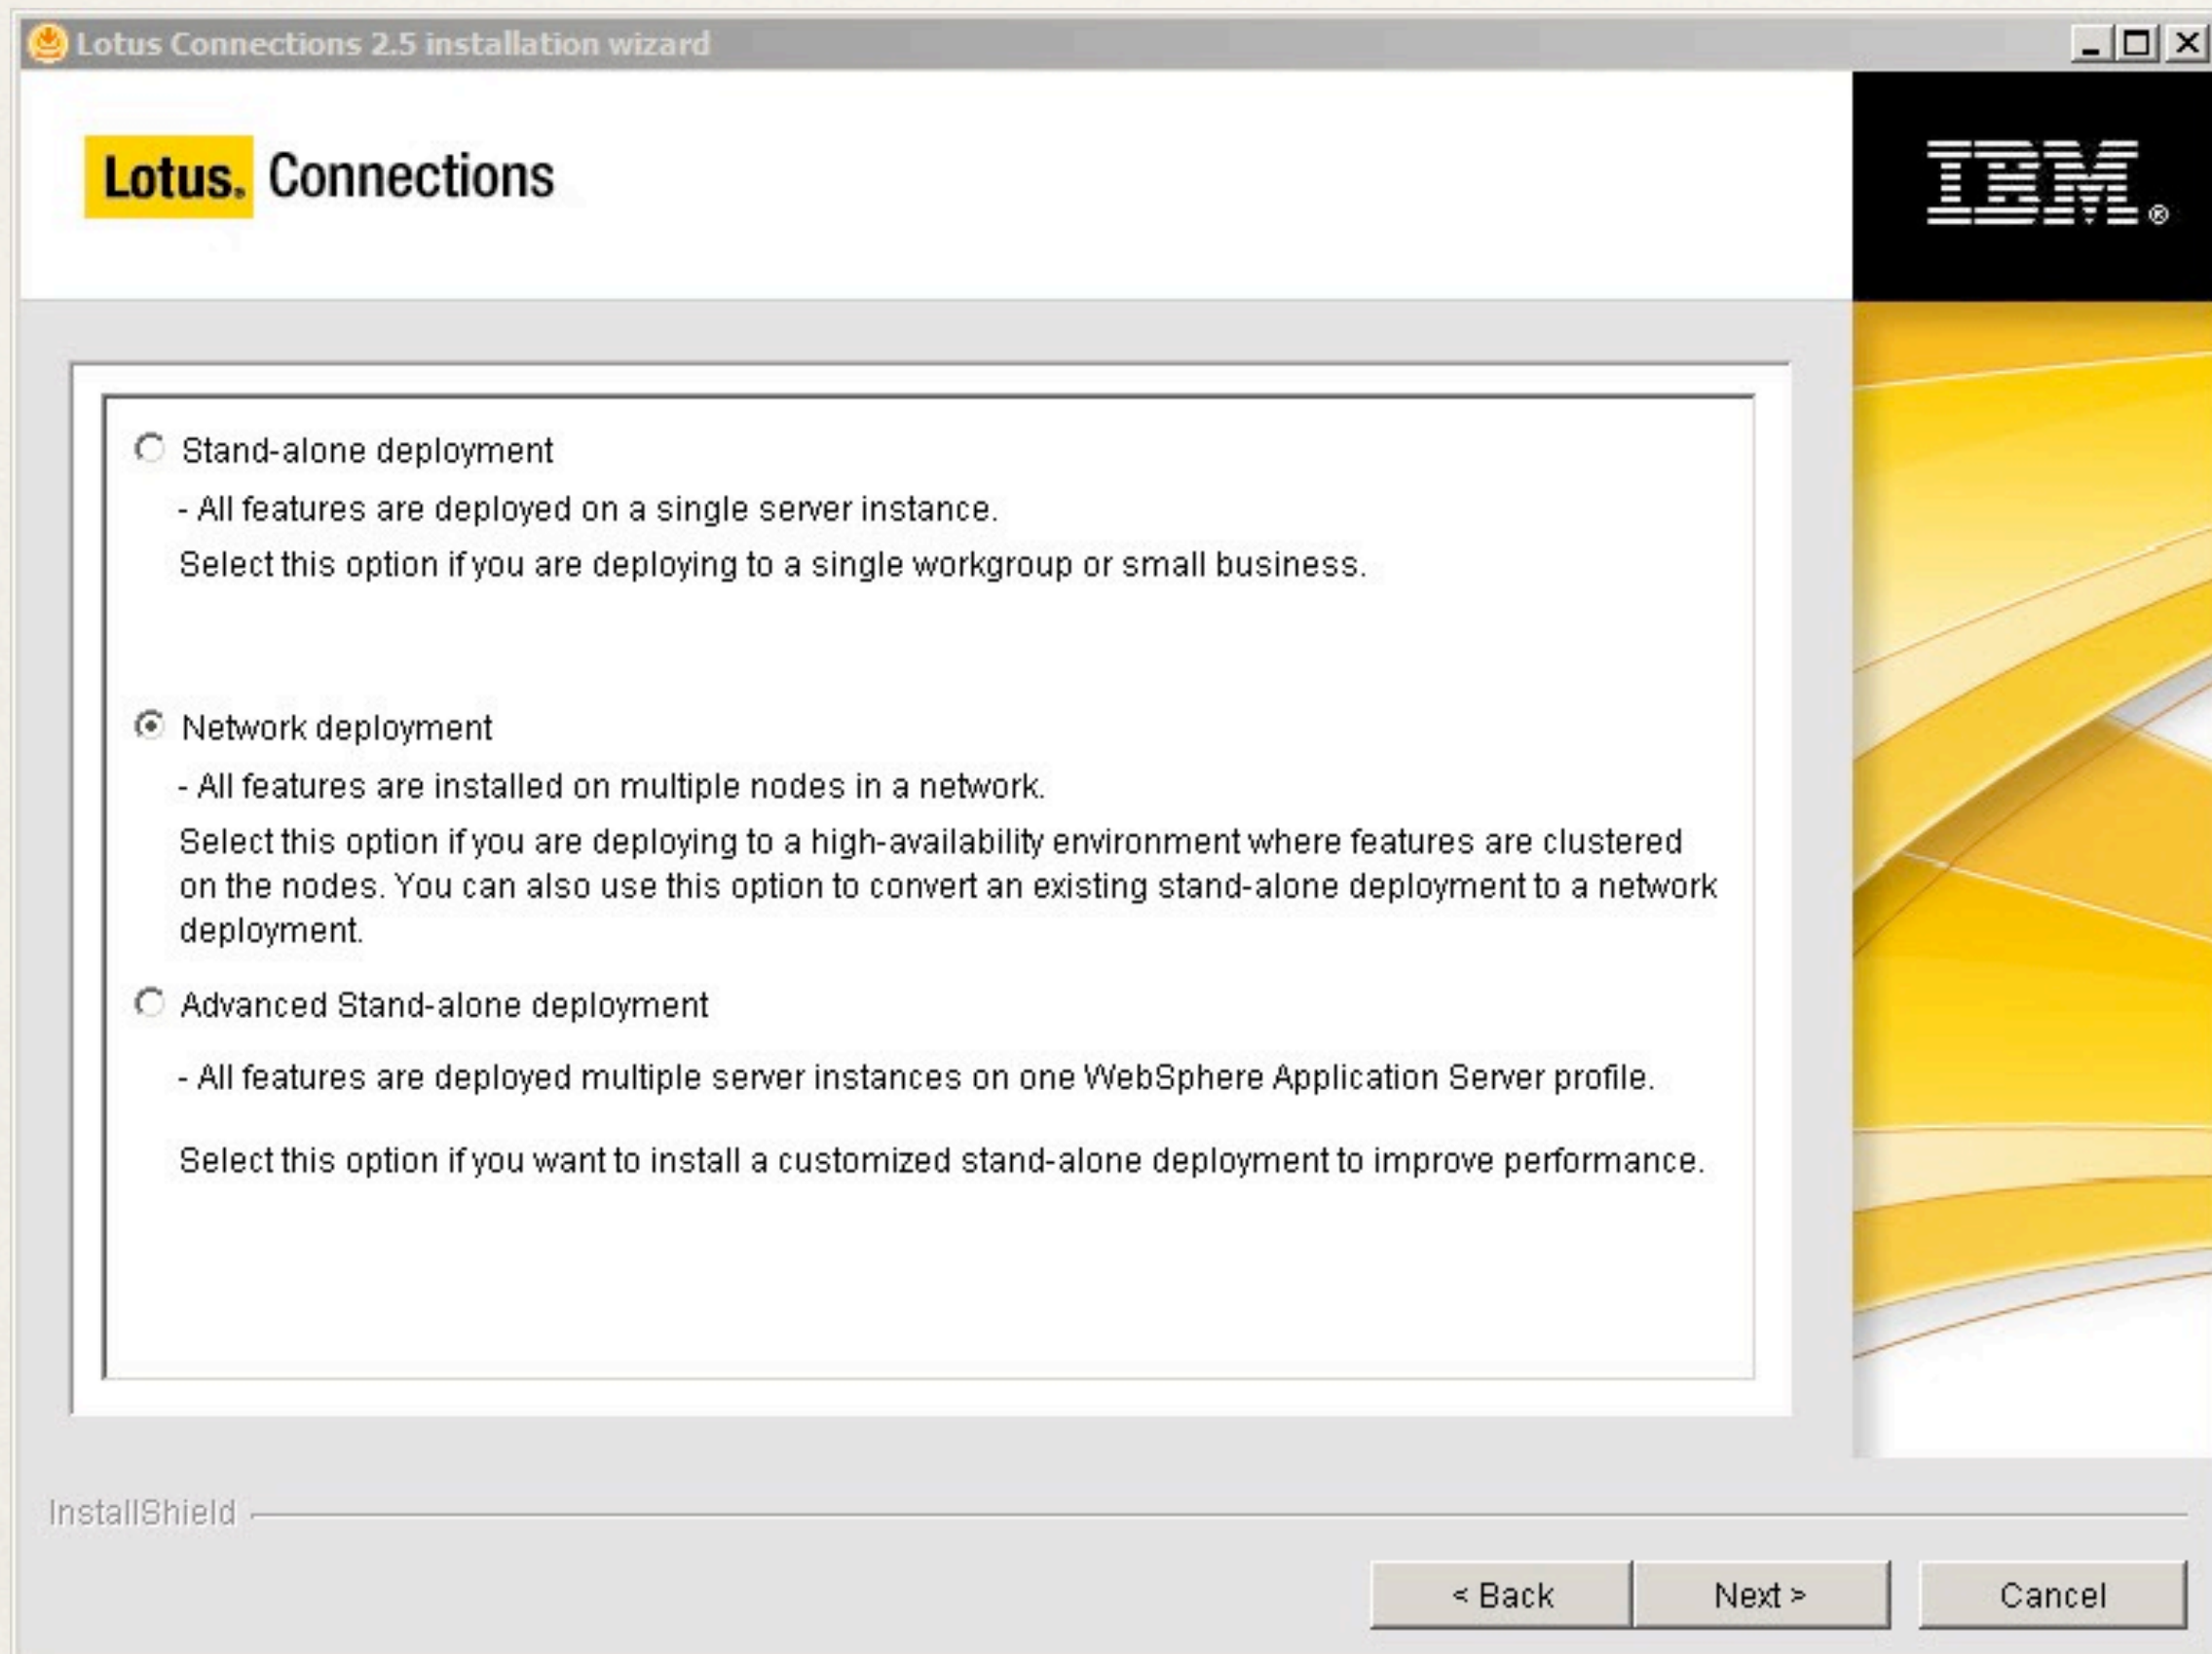 Lotus Connections 2.5 installation wizard
Lotus. Connections
IBM®
Stand-alone deployment
- All features are deployed on a single server instance.
Select this option if you are deploying to a single workgroup or small business.
Network deployment
- All features are installed on multiple nodes in a network.
Select this option if you are deploying to a high-availability environment where features are clustered
on the nodes. You can also use this option to convert an existing stand-alone deployment to a network
deployment.
Advanced Stand-alone deployment
- All features are deployed multiple server instances on one WebSphere Application Server profile.
Select this option if you want to install a customized stand-alone deployment to improve performance.
InstallShield
< Back Next > Cancel